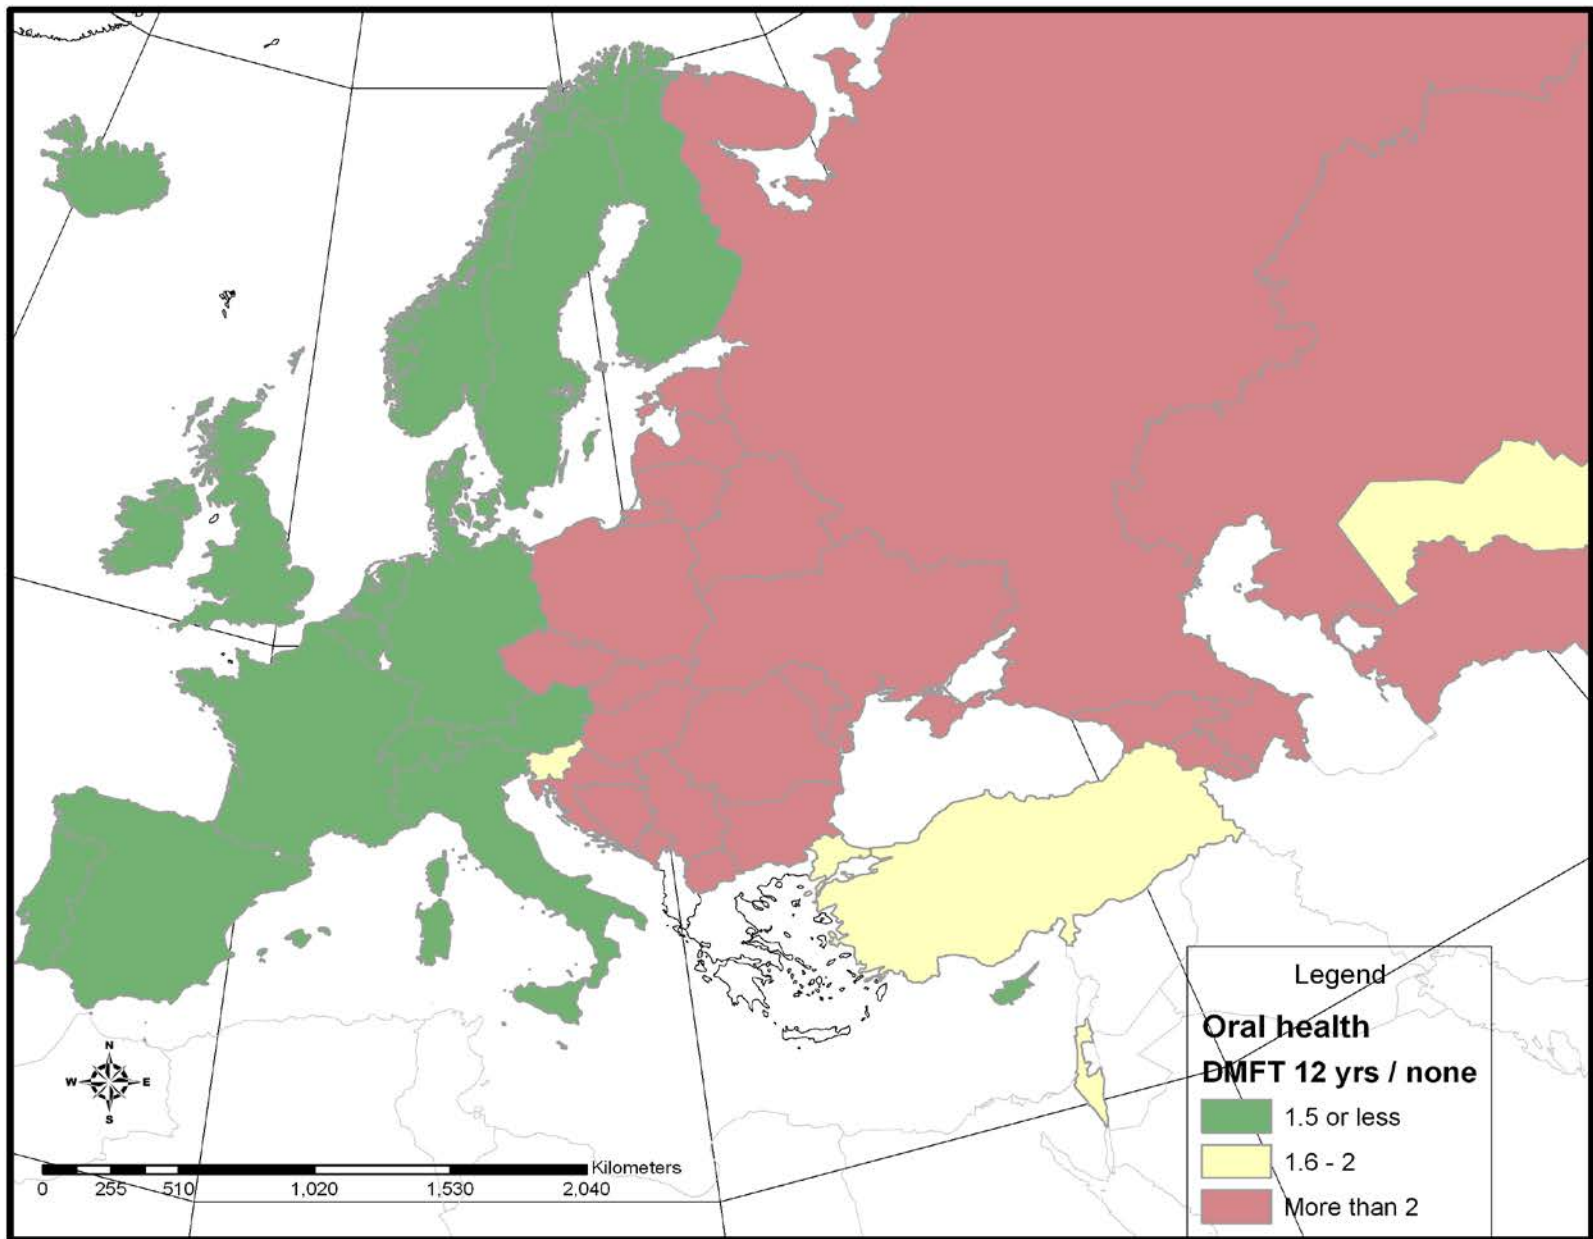 Legend
Oral health
DMFT 12 yrs / none
1.5 or less
1.6 - 2
More than 2
N
W E
S
Kilometers
0 255 510 1,020 1,530 2,040